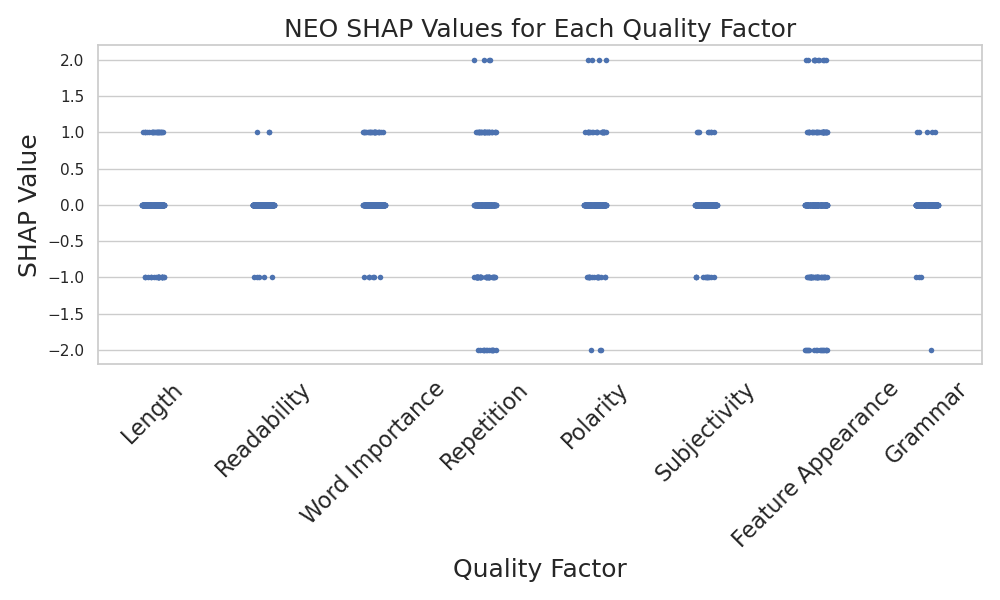 NEO SHAP Values for Each Quality Factor
SHAP Value
2.0
1.5
1.0
0.5
0.0
−0.5
−1.0
−1.5
−2.0
Length
Readability
Word Importance
Repetition
Polarity
Subjectivity
Feature Appearance
Grammar
Quality Factor